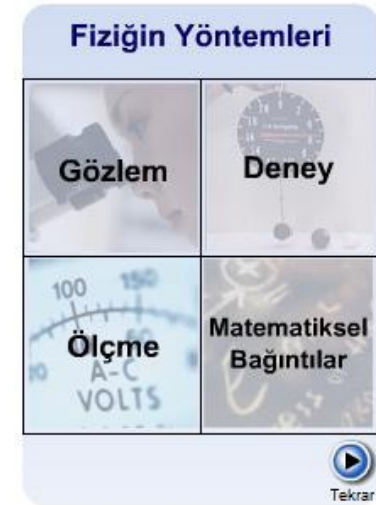 Fiziğin Yöntemleri
Gözlem
Deney
100 150
Ölçme
A-C
VOLTS
Matematiksel
Bağıntılar
Tekrar